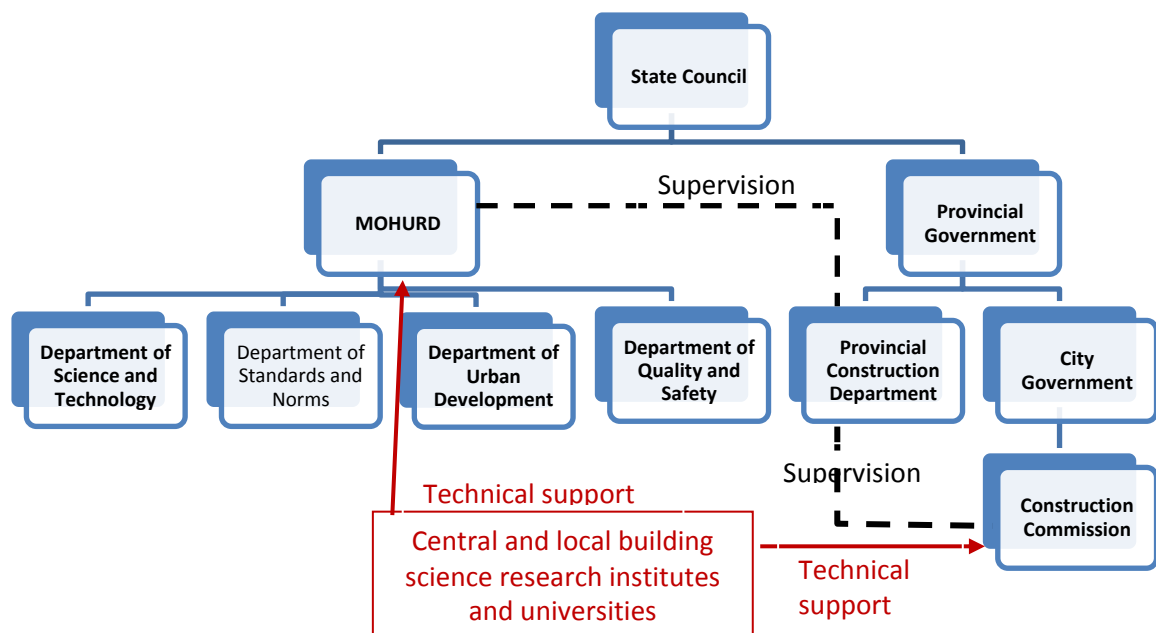 State Council
Supervision
MOHURD
Provincial
Government
Department of
Science and
Technology
Department of
Standards and
Norms
Department of
Urban
Development
Department of
Quality and
Safety
Provincial
Construction
Department
City
Government
Supervision
Construction
Commission
Technical support
Central and local building
science research institutes
and universities
Technical
support